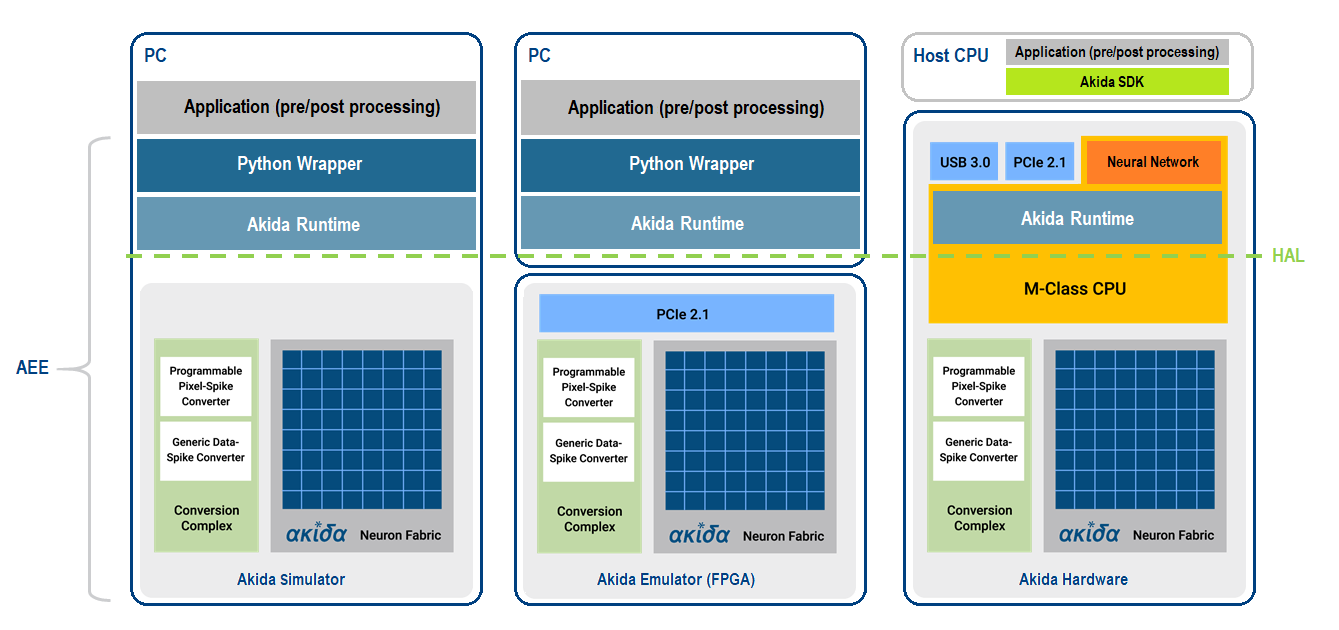 PC
Application (pre/post processing)
Python Wrapper
Akida Runtime
Programmable
Pixel-Spike
Converter
Generic Data-
Spike Converter
Conversion
Complex
akida
Neuron Fabric
Akida Simulator
PC
Application (pre/post processing)
Python Wrapper
Akida Runtime
PCIe 2.1
Programmable
Pixel-Spike
Converter
Generic Data-
Spike Converter
Conversion
Complex
akida
Neuron Fabric
Akida Emulator (FPGA)
Host CPU
Application (pre/post processing)
Akida SDK
USB 3.0
PCIe 2.1
Neural Network
Akida Runtime
M-Class CPU
Programmable
Pixel-Spike
Converter
Generic Data-
Spike Converter
Conversion
Complex
akida
Neuron Fabric
Akida Hardware
HAL
AEE